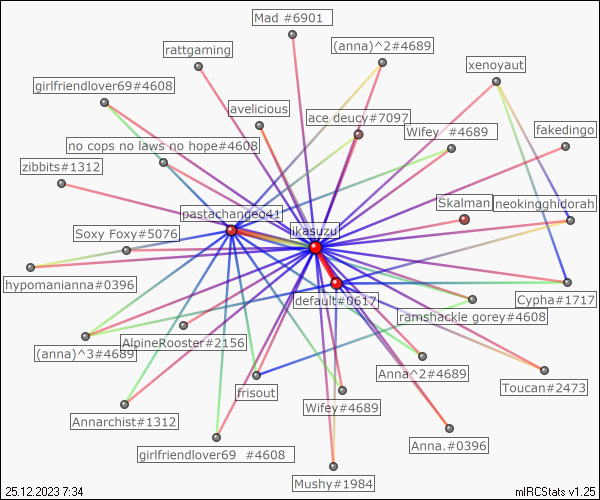 Mad #6901
rattgaming
(anna)^2#4689
xenoyaut
girlfriendlover69#4608
avelicious
ace deucy#7097
Wifey  #4689
fakedingo
no cops no laws no hope#4608
zibbits#1312
pastachangeo41
Skalman
neokingghidorah
Soxy Foxy#5076
ikasuzu
hypomanianna#0396
default#0617
Cypha#1717
ramshackle gorey#4608
(anna)^3#4689
AlpineRooster#2156
Anna^2#4689
Toucan#2473
frisout
Wifey#4689
Annarchist#1312
Anna.#0396
girlfriendlover69  #4608
Mushy#1984
25.12.2023 7:34
mIRCStats v1.25